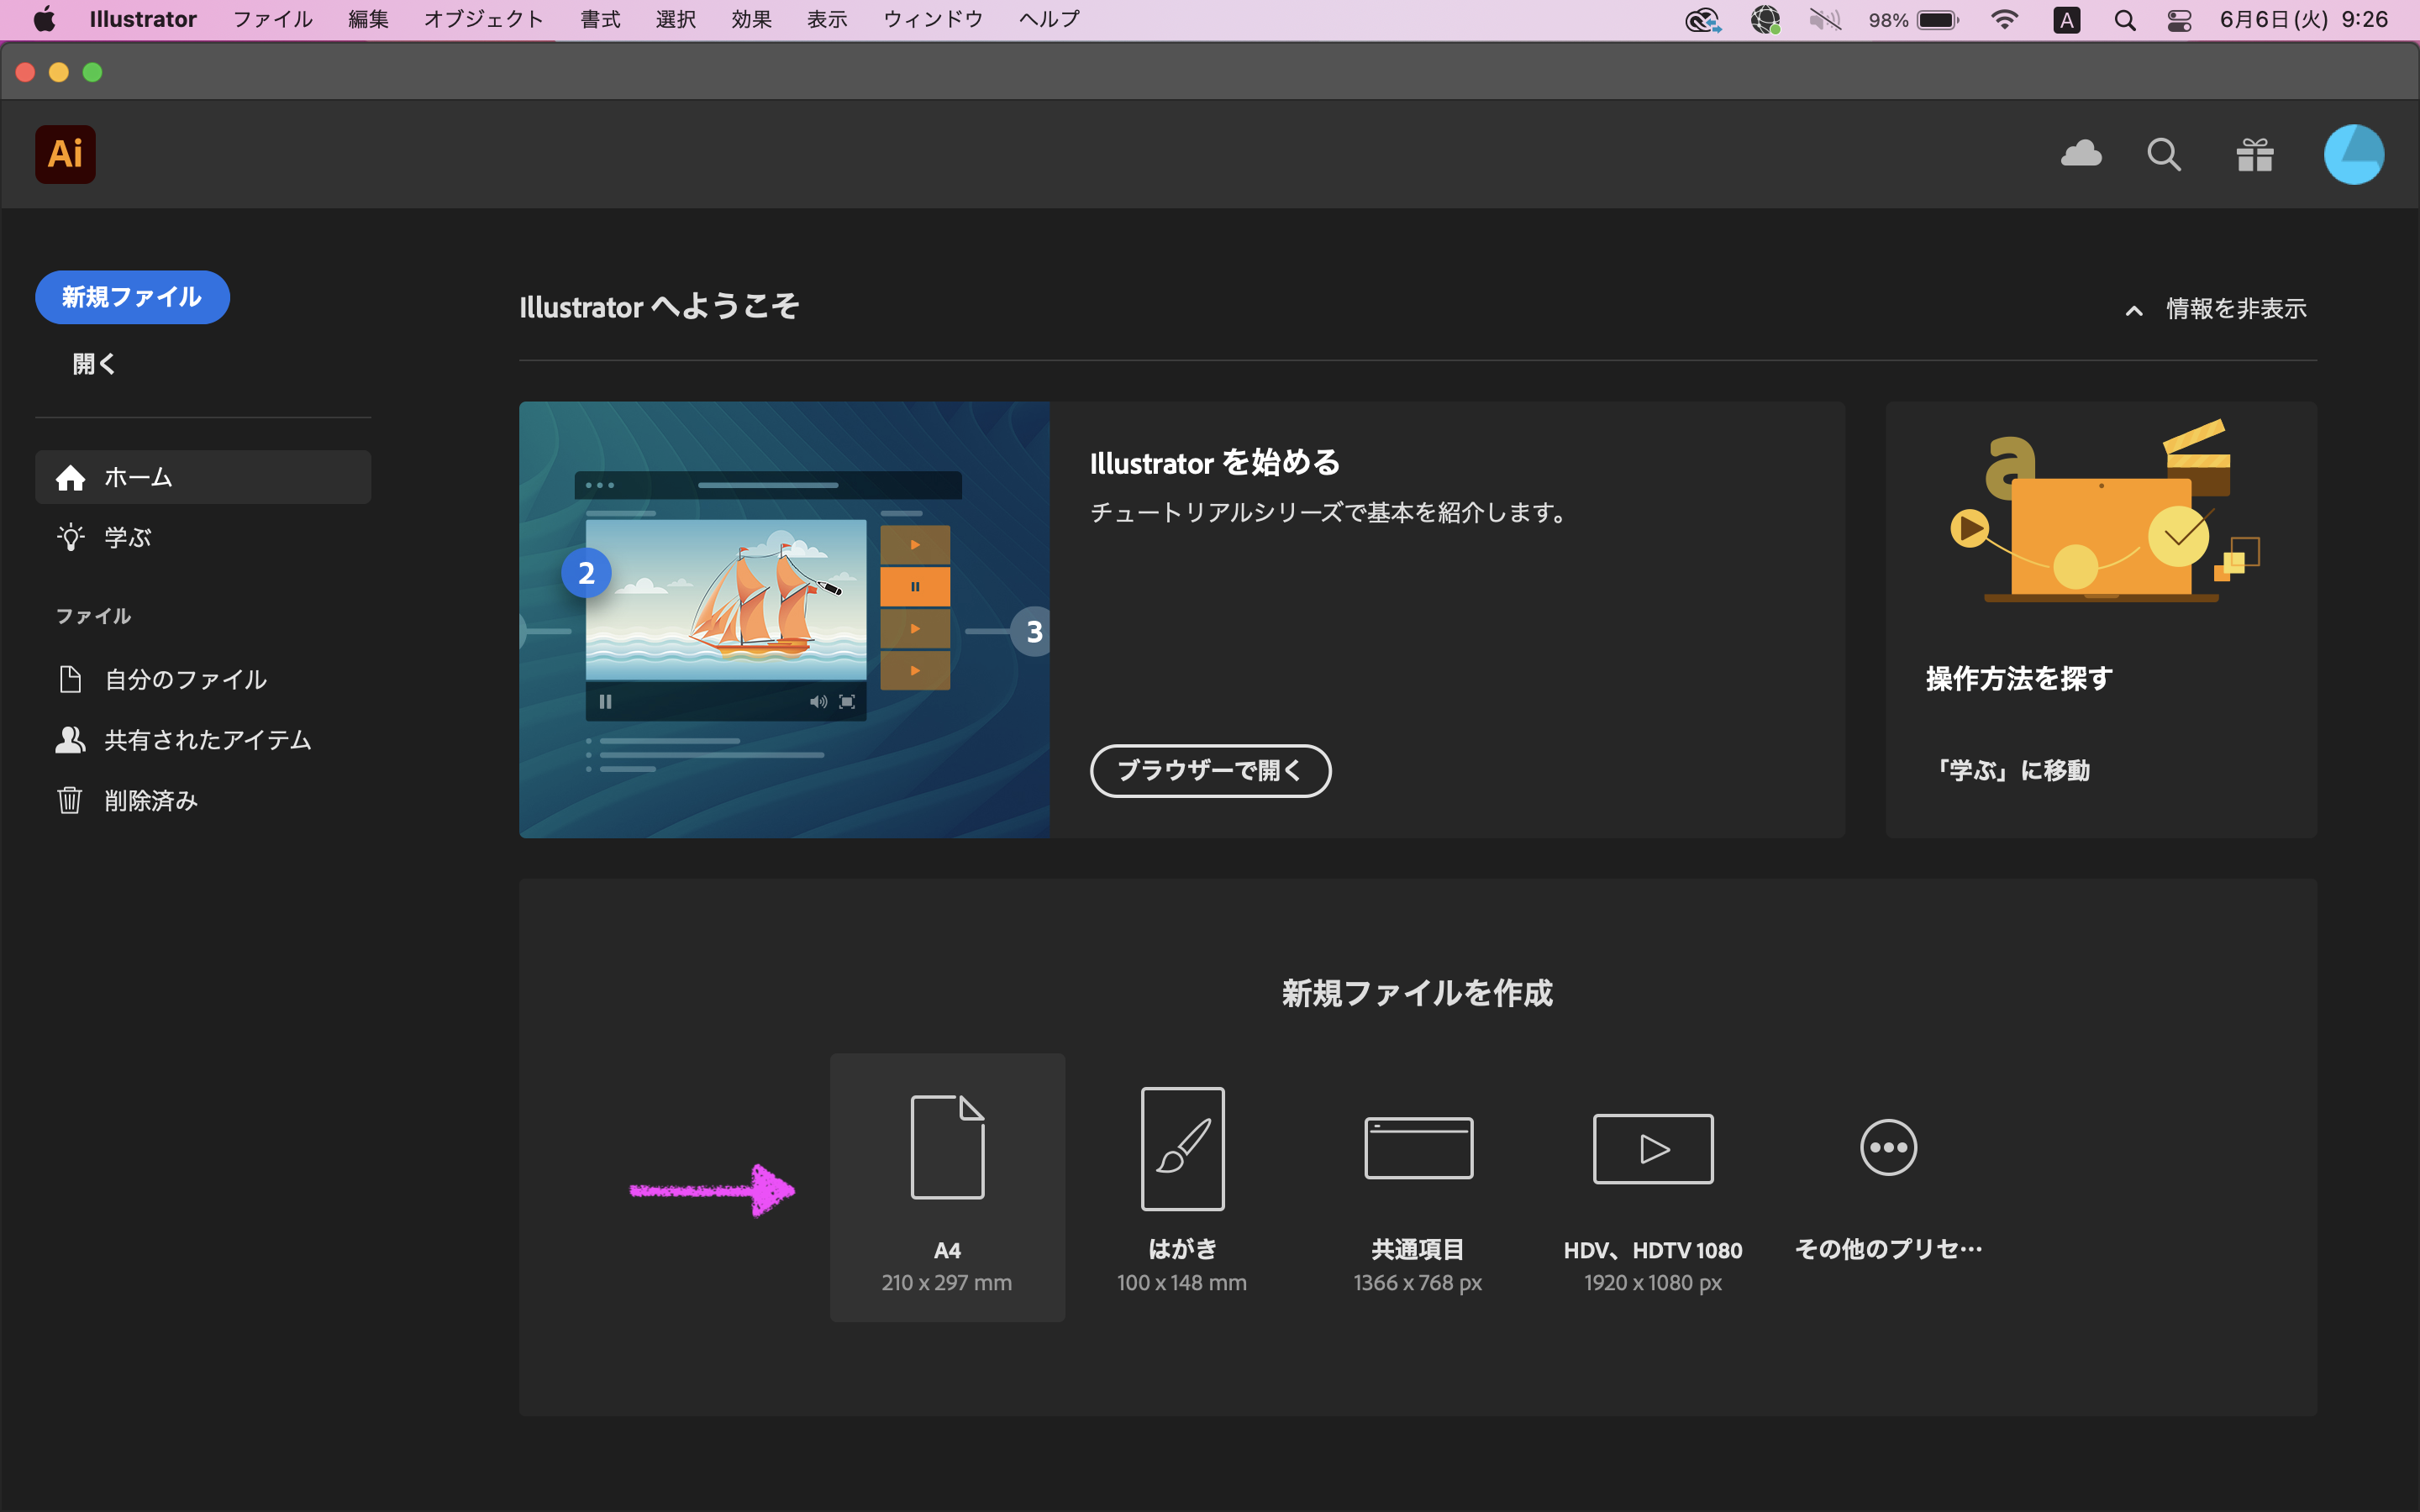 Illustrator ファイル 編集 オブジェクト 書式 選択 効果 表示 ウィンドウ ヘルプ 98% A 6月6日(火) 9:26
Ai
新規ファイル
開く
ホーム
学ぶ
ファイル
自分のファイル
共有されたアイテム
削除済み
Illustrator へようこそ
情報を非表示
2
3
Illustrator を始める
チュートリアルシリーズで基本を紹介します。
ブラウザーで開く
a
操作方法を探す
「学ぶ」に移動
新規ファイルを作成
A4
210 x 297 mm
はがき
100 x 148 mm
共通項目
1366 x 768 px
HDV、HDTV 1080
1920 x 1080 px
その他のプリセ…